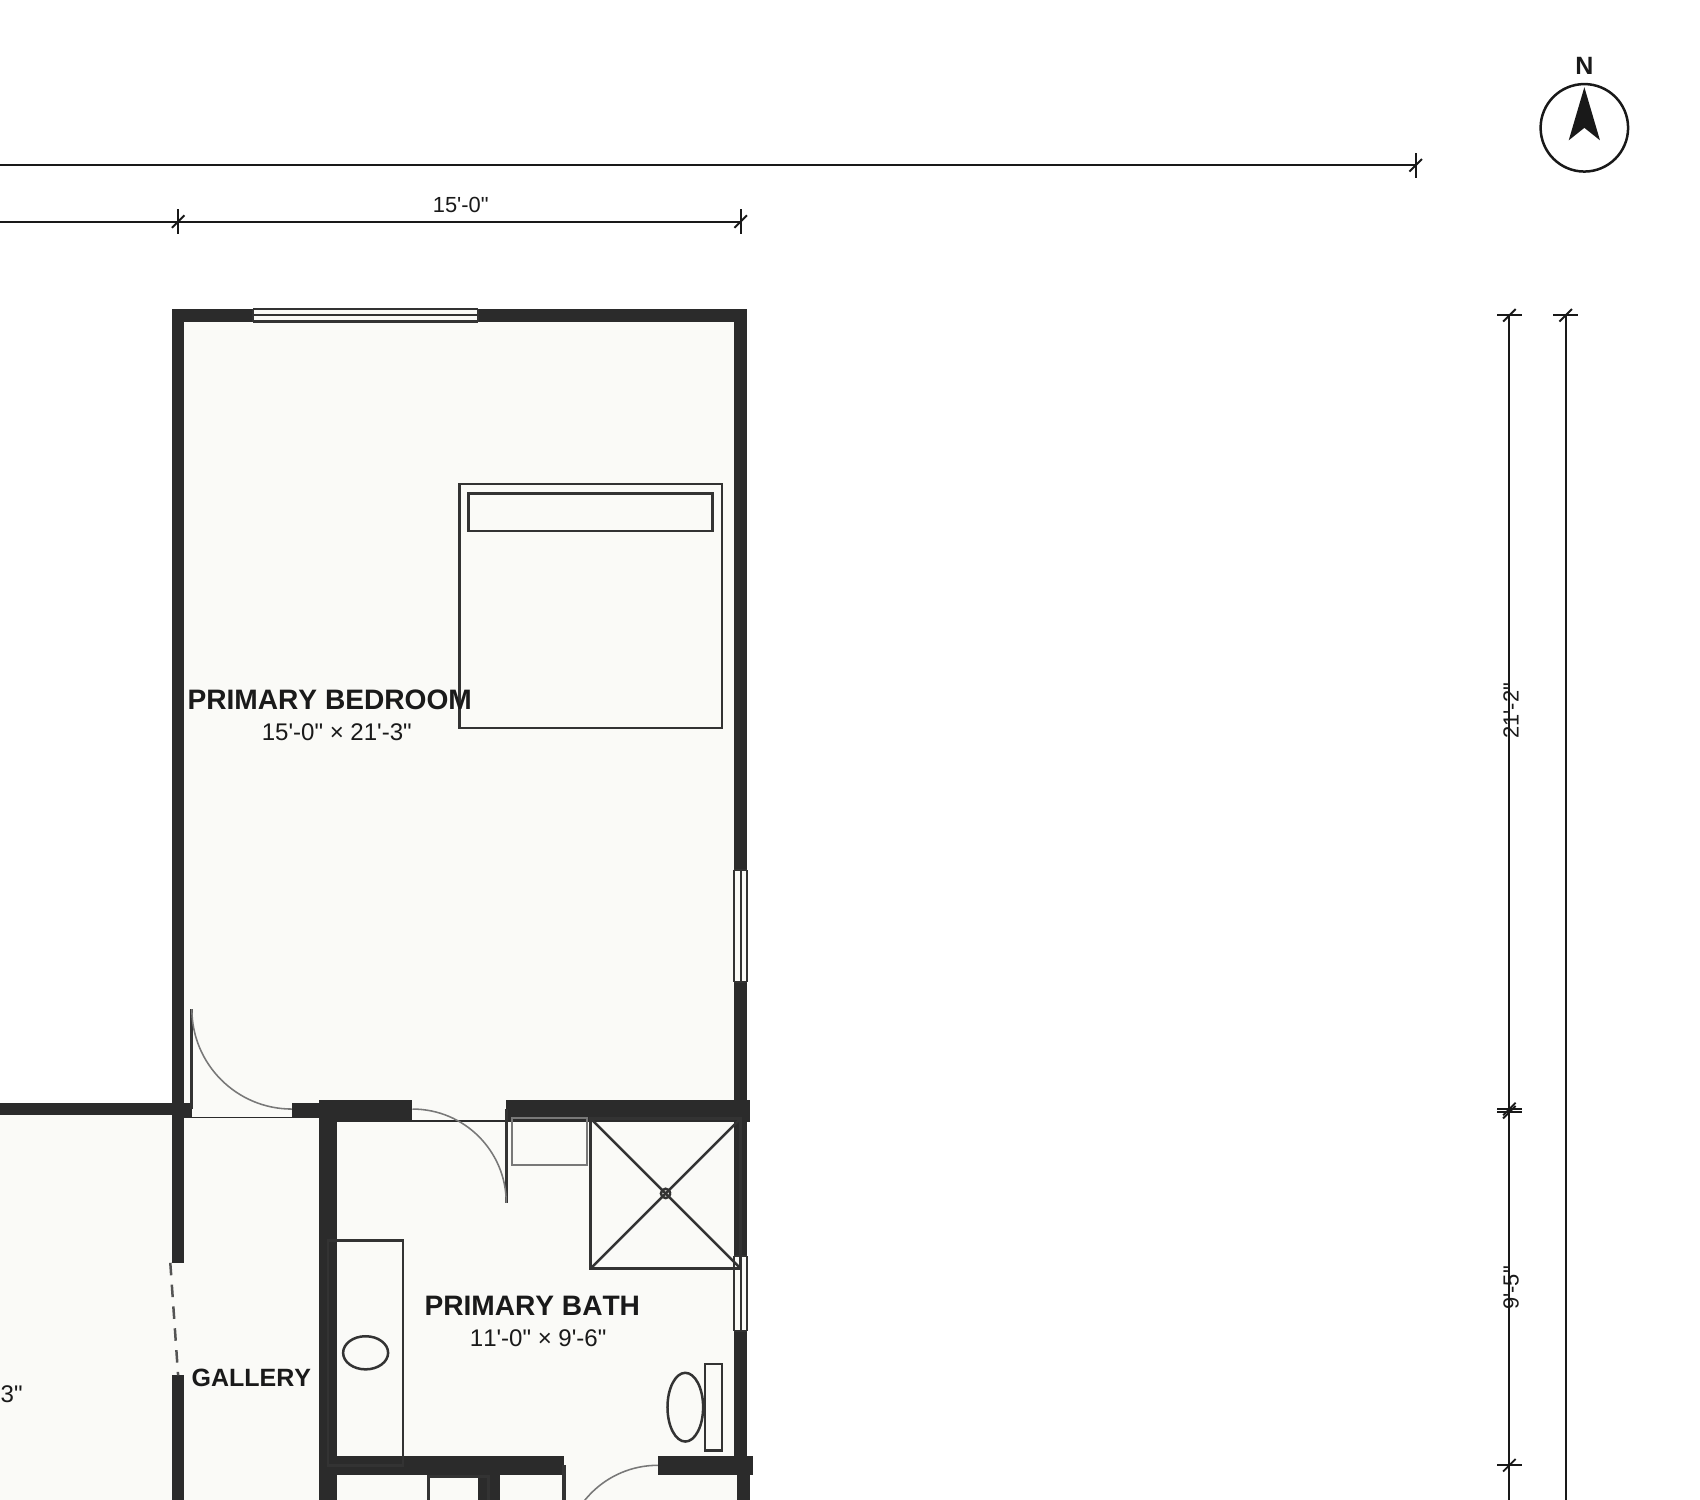 N
15'-0"
PRIMARY BEDROOM
15'-0" × 21'-3"
21'-2"
PRIMARY BATH
11'-0" × 9'-6"
9'-5"
GALLERY
3"